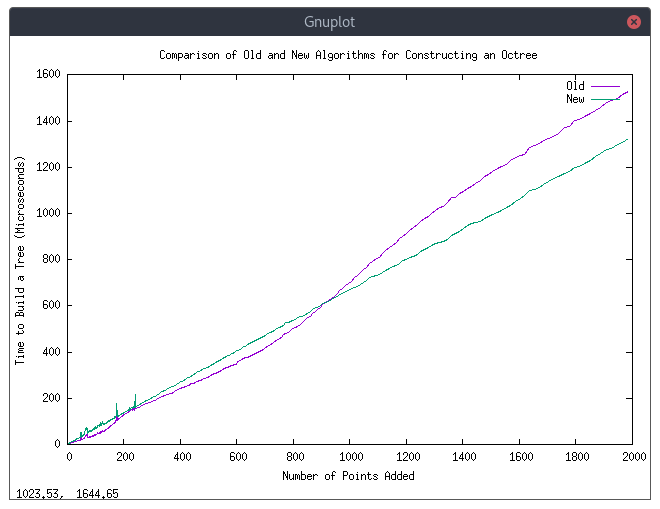 Gnuplot
Comparison of Old and New Algorithms for Constructing an Octree
1600
1400
1200
1000
800
600
400
200
0
Time to Build a Tree (Microseconds)
Old
New
0 200 400 600 800 1000 1200 1400 1600 1800 2000
Number of Points Added
1023.53, 1644.65